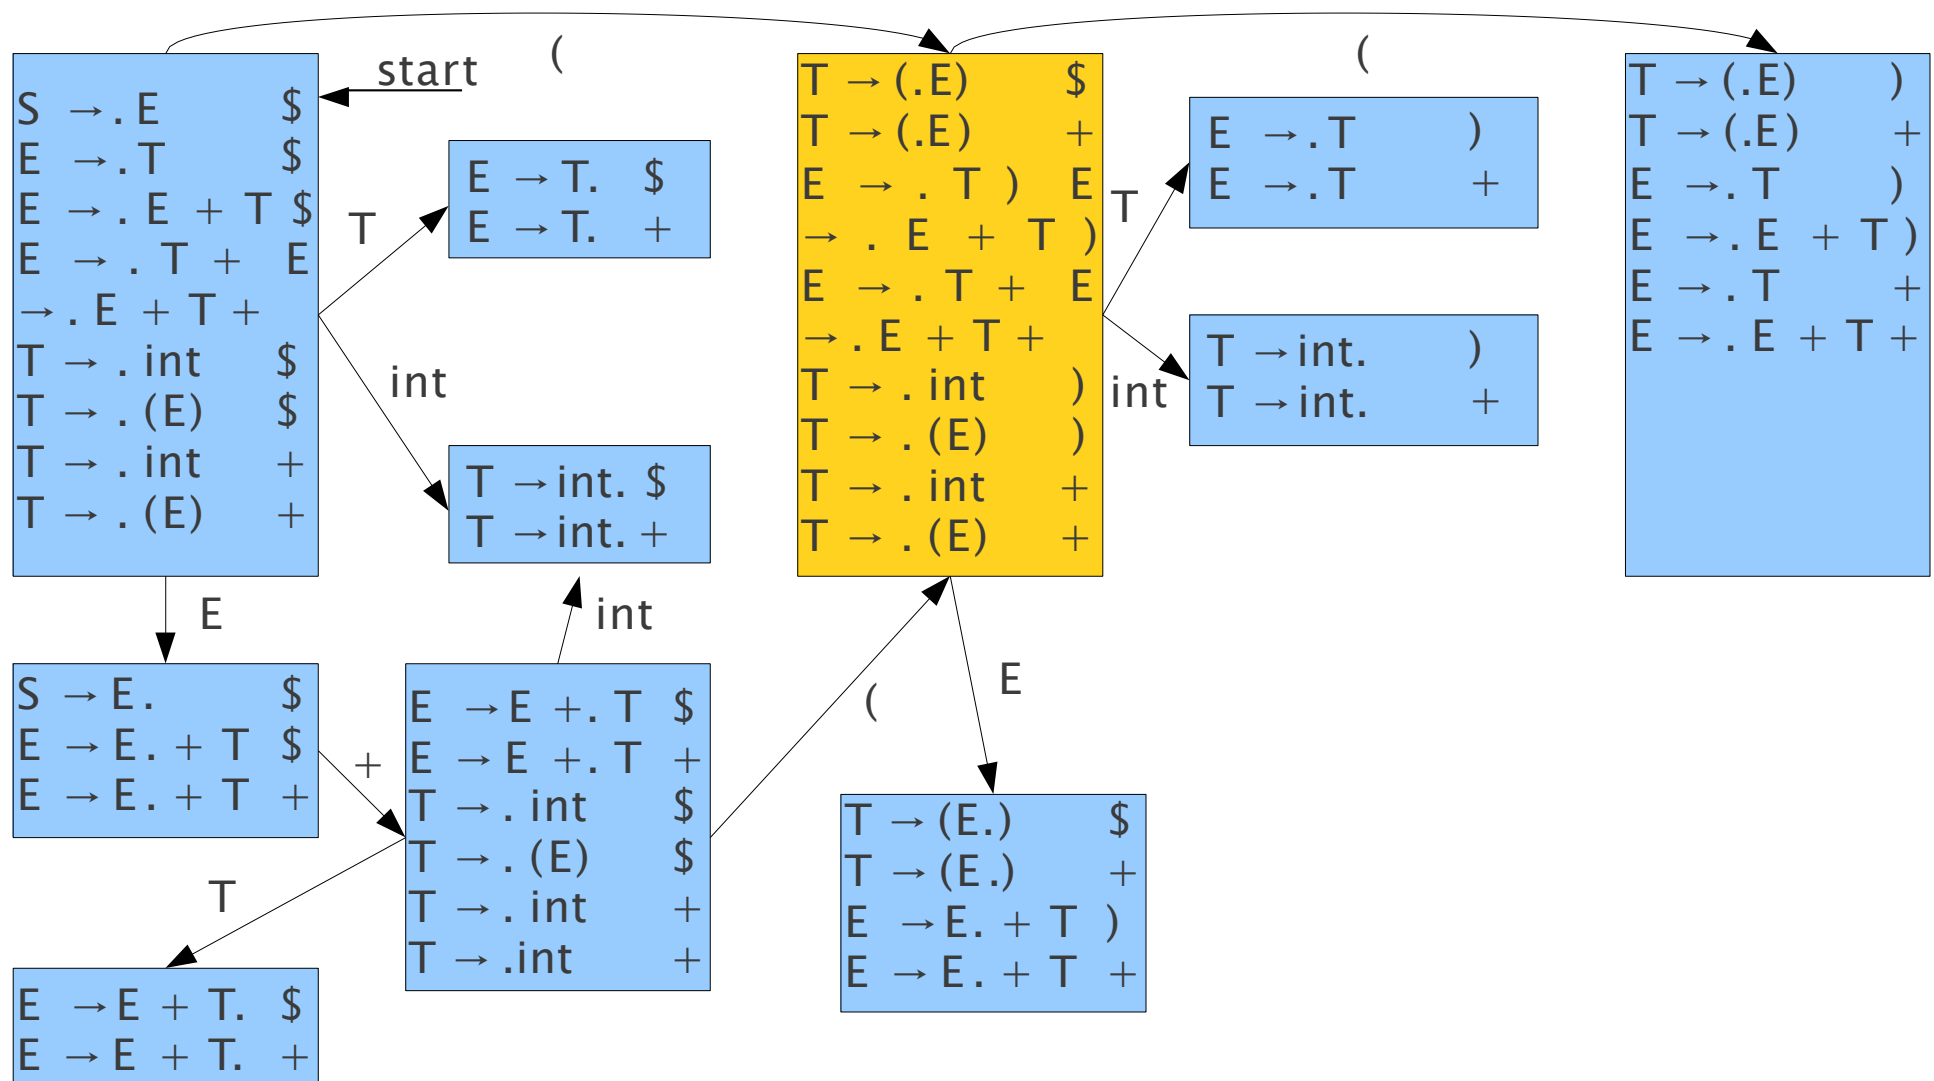 (
(
start
S →. E $
E →. T $
E →. E + T $
E → . T + E
→ . E + T +
T → . int $
T → . (E) $
T → . int +
T → . (E) +
T
E → T. $
E → T. +
int
T → int. $
T → int. +
T → (.E) $
T → (.E) +
E → . T ) E
→ . E + T )
E → . T + E
→ . E + T +
T → . int )
T → . (E) )
T → . int +
T → . (E) +
T
E →. T )
E →. T +
int
T → int. )
T → int. +
T → (.E) )
T → (.E) +
E →. T )
E →. E + T )
E →. T +
E →. E + T +
E
int
S → E. $
E → E. + T $
E → E. + T +
+
E → E +. T $
E → E +. T +
T → . int $
T → . (E) $
T → . int +
T → .int +
(
E
T → (E.) $
T → (E.) +
E → E. + T )
E → E. + T +
T
E → E + T. $
E → E + T. +